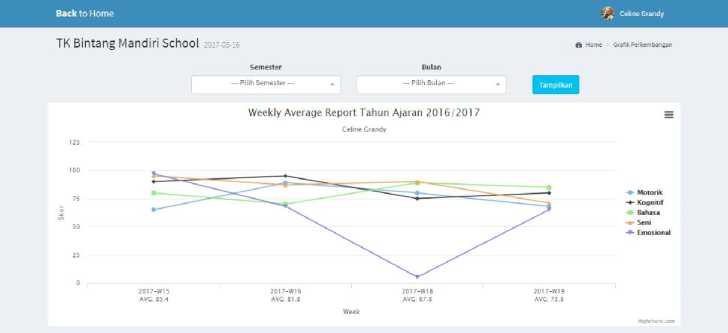 Back to Home
Celine Grandy
TK Bintang Mandiri School 2017-05-16
Home
Grafik Perkembangan
Semester
Bulan
--- Pilih Semester ---
--- Pilih Bulan ---
Tampilkan
Weekly Average Report Tahun Ajaran 2016/2017
Celine Grandy
125
100
75
50
25
0
Skor
Motorik
Kognitif
Bahasa
Seni
Emosional
2017-W15
2017-W16
2017-W18
2017-W19
AVG: 85.4
AVG: 81.8
AVG: 67.6
AVG: 73.8
Week
Highcharts.com